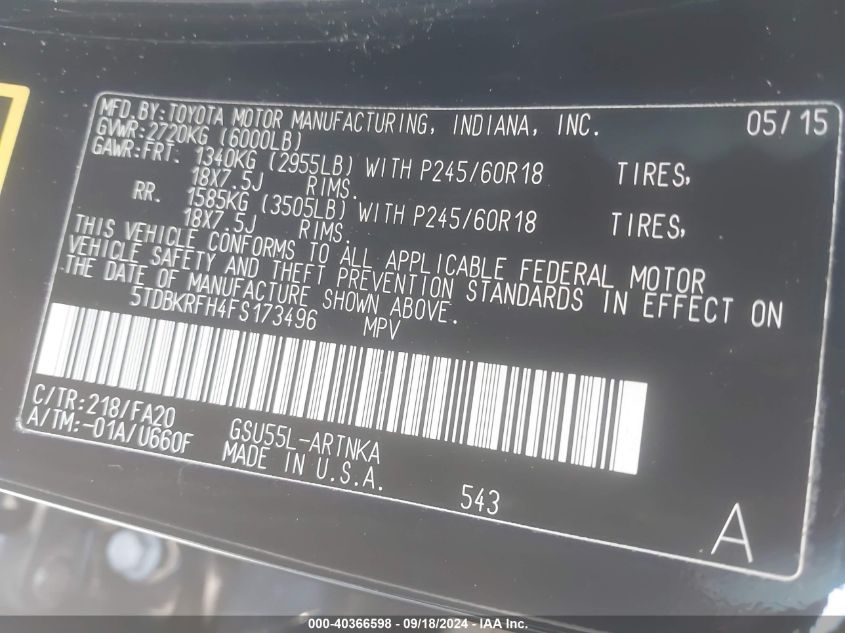 MFD.BY:TOYOTA MOTOR MANUFACTURING, INDIANA, INC. 05/15
GVWR:2720KG (6000LB)
GAWR:FRT. 1340KG (2955LB) WITH P245/60R18 TIRES,
18X7.5J RIMS.
RR. 1585KG (3505LB) WITH P245/60R18 TIRES,
18X7.5J RIMS.
THIS VEHICLE CONFORMS TO ALL APPLICABLE FEDERAL MOTOR
VEHICLE SAFETY AND THEFT PREVENTION STANDARDS IN EFFECT ON
THE DATE OF MANUFACTURE SHOWN ABOVE.
5TDBKRFH4FS173496 MPV
C/TR:218/FA20 GSU55L-ARTNKA
A/TM:-01A/U660F MADE IN U.S.A.
543
A
000-40366598 - 09/18/2024 - IAA Inc.